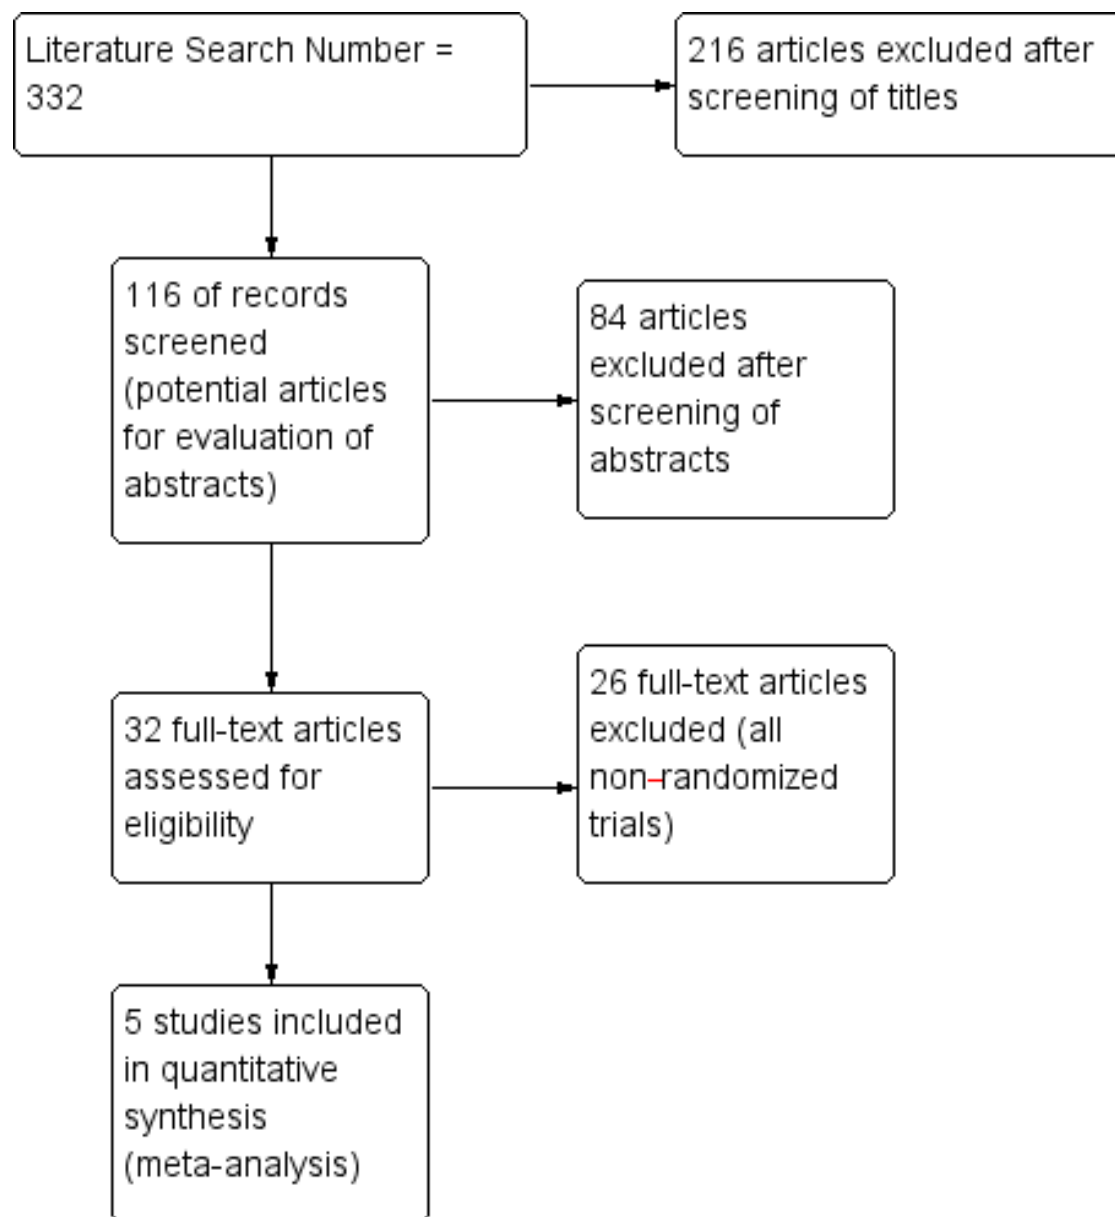 Literature Search Number =
332
216 articles excluded after
screening of titles
116 of records
screened
(potential articles
for evaluation of
abstracts)
84 articles
excluded after
screening of
abstracts
32 full-text articles
assessed for
eligibility
26 full-text articles
excluded (all
non-randomized
trials)
5 studies included
in quantitative
synthesis
(meta-analysis)